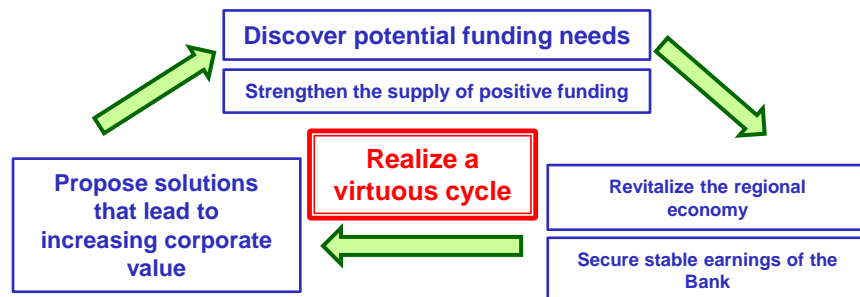 Discover potential funding needs
Strengthen the supply of positive funding
Realize a
virtuous cycle
Propose solutions
that lead to
increasing corporate
value
Revitalize the regional
economy
Secure stable earnings of the
Bank